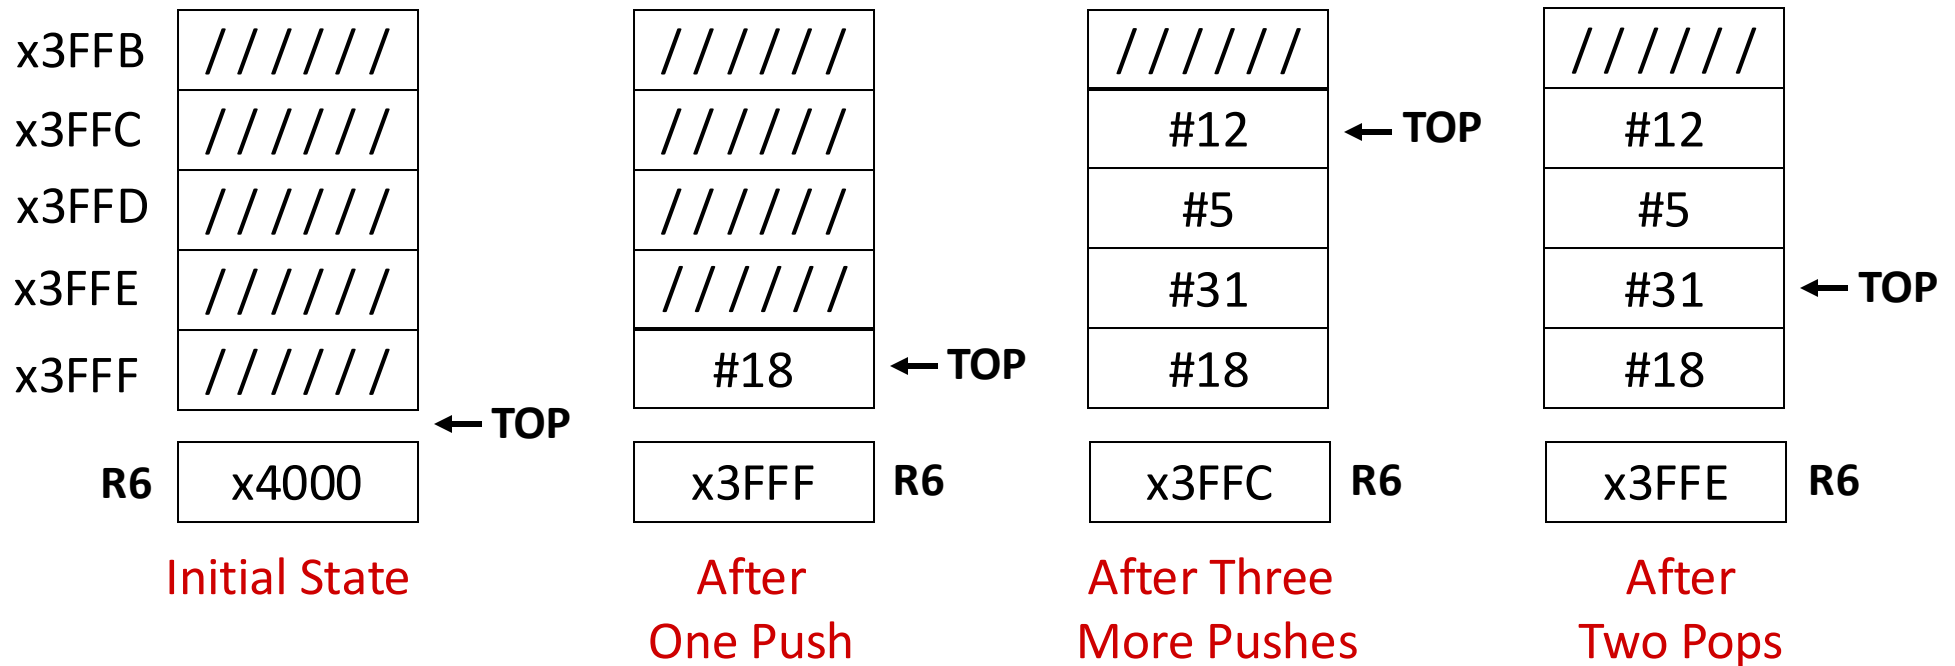 x3FFB / / / / / / / / / / / / / / / / / / / / / / / /
x3FFC / / / / / / / / / / / / #12 TOP #12
x3FFD / / / / / / / / / / / / #5 #5
x3FFE / / / / / / / / / / / / #31 #31 TOP
x3FFF / / / / / / #18 TOP #18 #18
TOP
R6 x4000 x3FFF R6 x3FFC R6 x3FFE R6
Initial State After After Three After
One Push More Pushes Two Pops